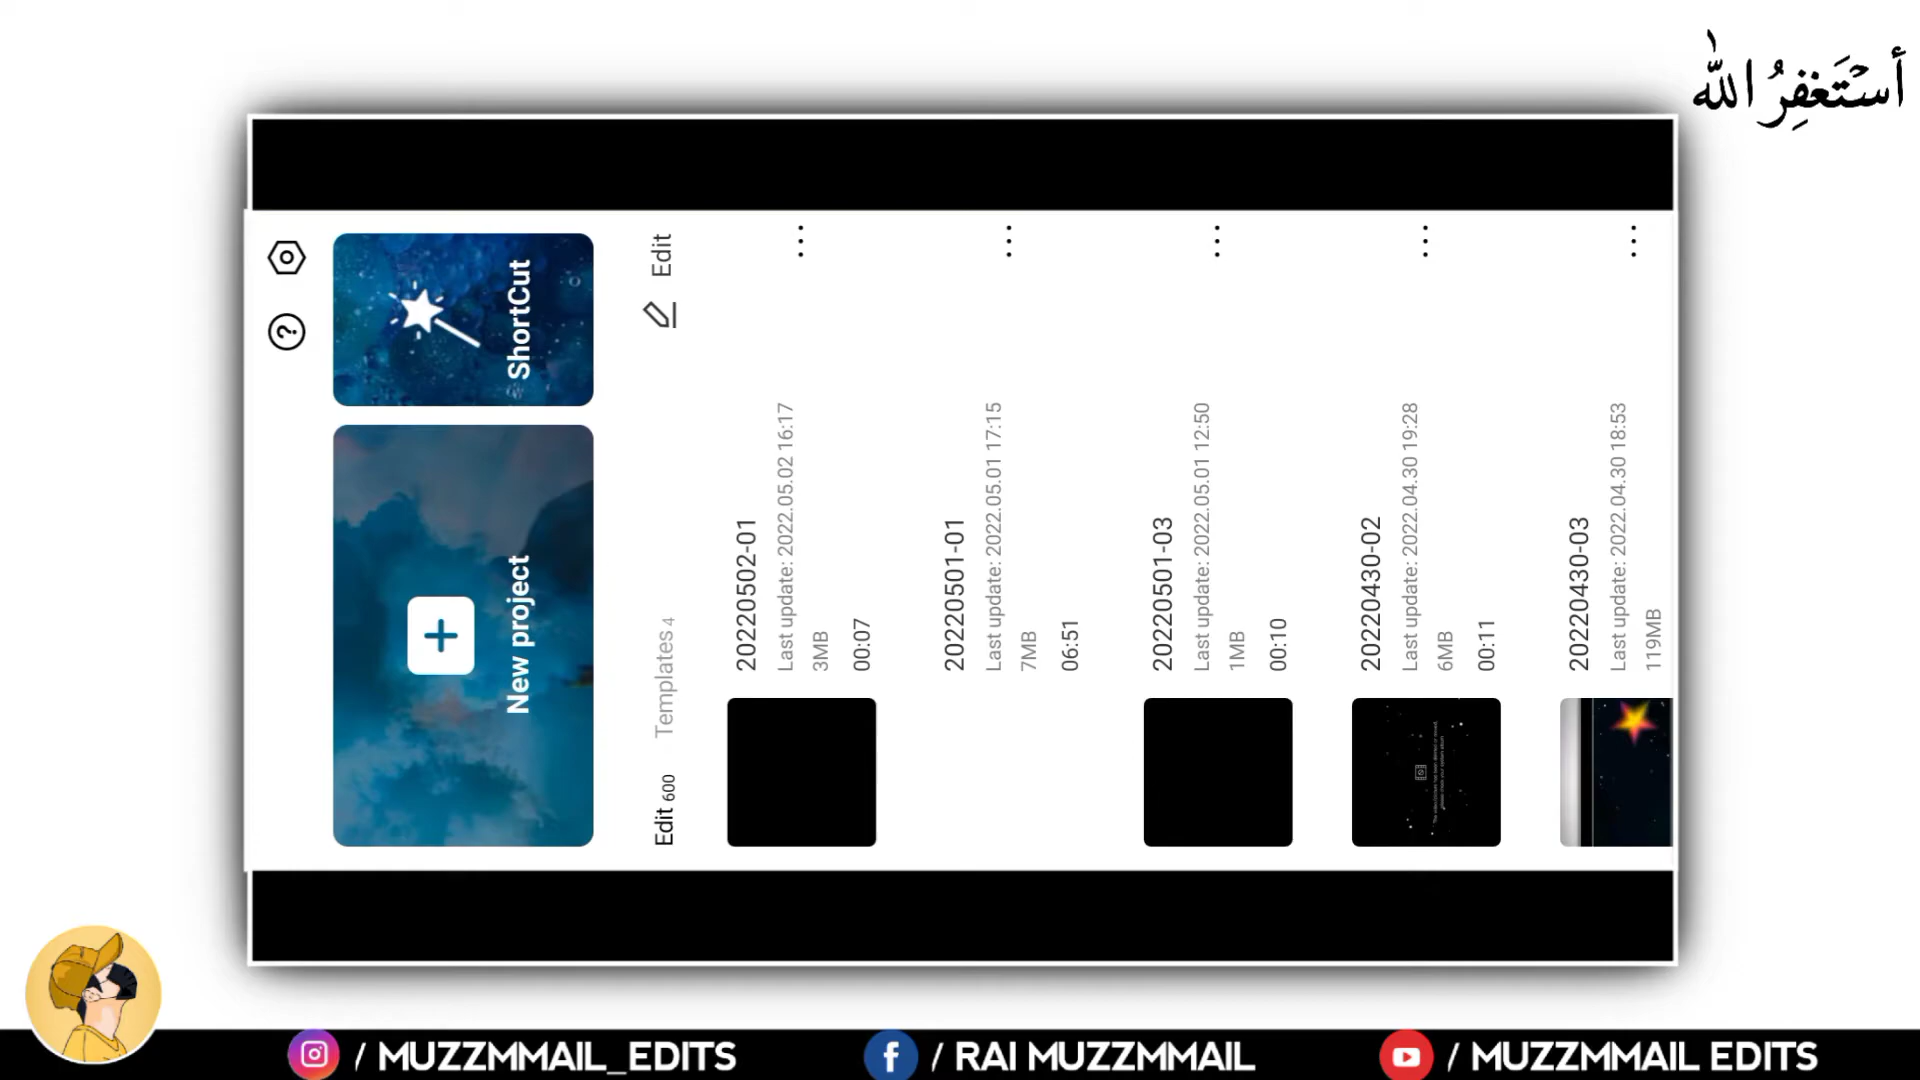 أَسْتَغْفِرُ اللّٰه
ShortCut
New project
Edit 600
Templates 4
Edit
20220502-01
Last update: 2022.05.02 16:17
3MB
00:07
20220501-01
Last update: 2022.05.01 17:15
7MB
06:51
20220501-03
Last update: 2022.05.01 12:50
1MB
00:10
20220430-02
Last update: 2022.04.30 19:28
6MB
00:11
20220430-03
Last update: 2022.04.30 18:53
119MB
/ MUZZMMAIL_EDITS
/ RAI MUZZMMAIL
/ MUZZMMAIL EDITS